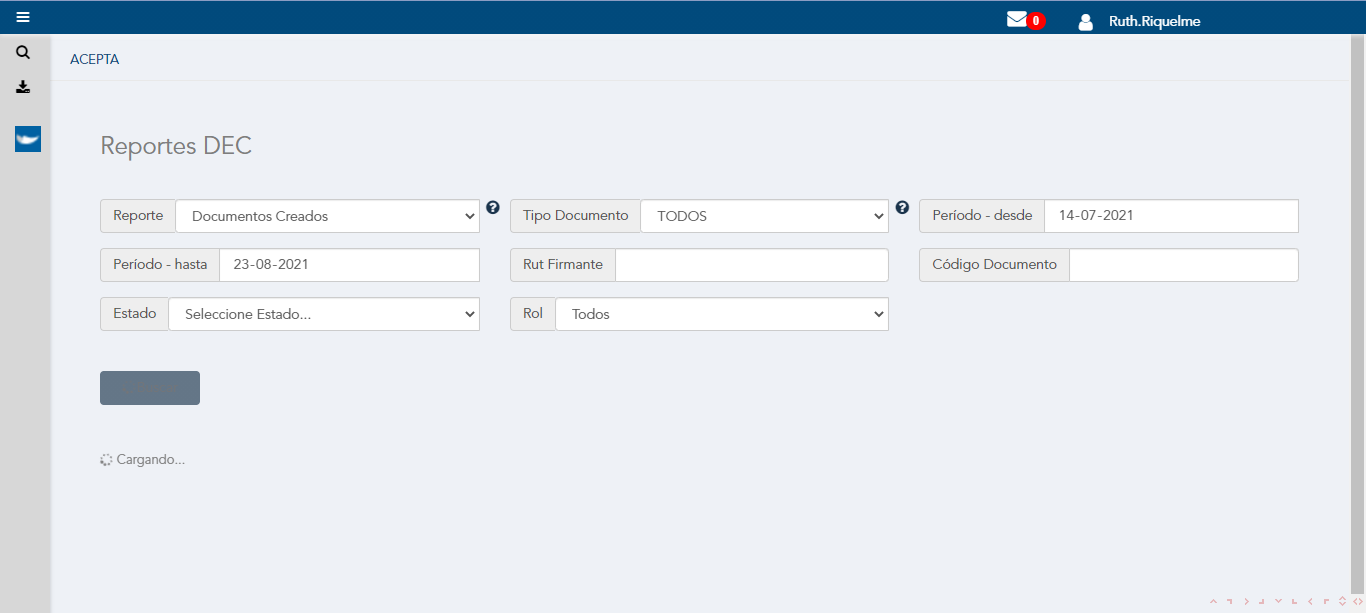 0 Ruth.Riquelme
ACEPTA
Reportes DEC
Reporte Documentos Creados Tipo Documento TODOS Período - desde 14-07-2021
Período - hasta 23-08-2021 Rut Firmante Código Documento
Estado Seleccione Estado... Rol Todos
Cargando...